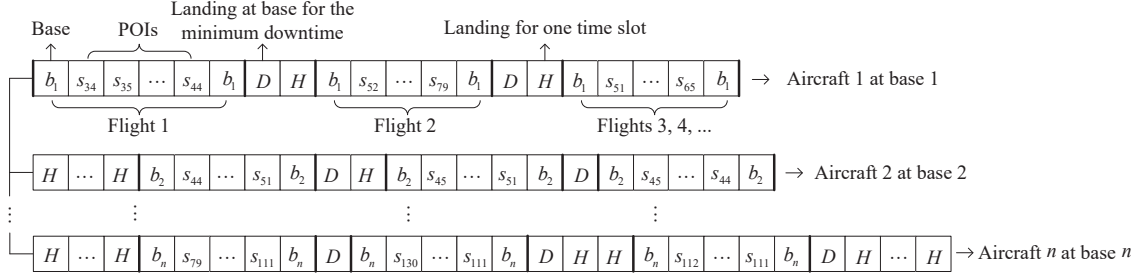 Landing at base for the
minimum downtime
Base POIs Landing for one time slot
b₁ s₃₄ s₃₅ ⋯ s₄₄ b₁ D H b₁ s₅₂ ⋯ s₇₉ b₁ D H b₁ s₅₁ ⋯ s₆₅ b₁ → Aircraft 1 at base 1
Flight 1 Flight 2 Flights 3, 4, ...
H ⋯ H b₂ s₄₄ ⋯ s₅₁ b₂ D H b₂ s₄₅ ⋯ s₅₁ b₂ D b₂ s₄₅ ⋯ s₄₄ b₂ → Aircraft 2 at base 2
⋮ ⋮ ⋮ ⋮
H ⋯ H bₙ s₇₉ ⋯ s₁₁₁ bₙ D bₙ s₁₃₀ ⋯ s₁₁₁ bₙ D H H bₙ s₁₁₂ ⋯ s₁₁₁ bₙ D H ⋯ H → Aircraft n at base n